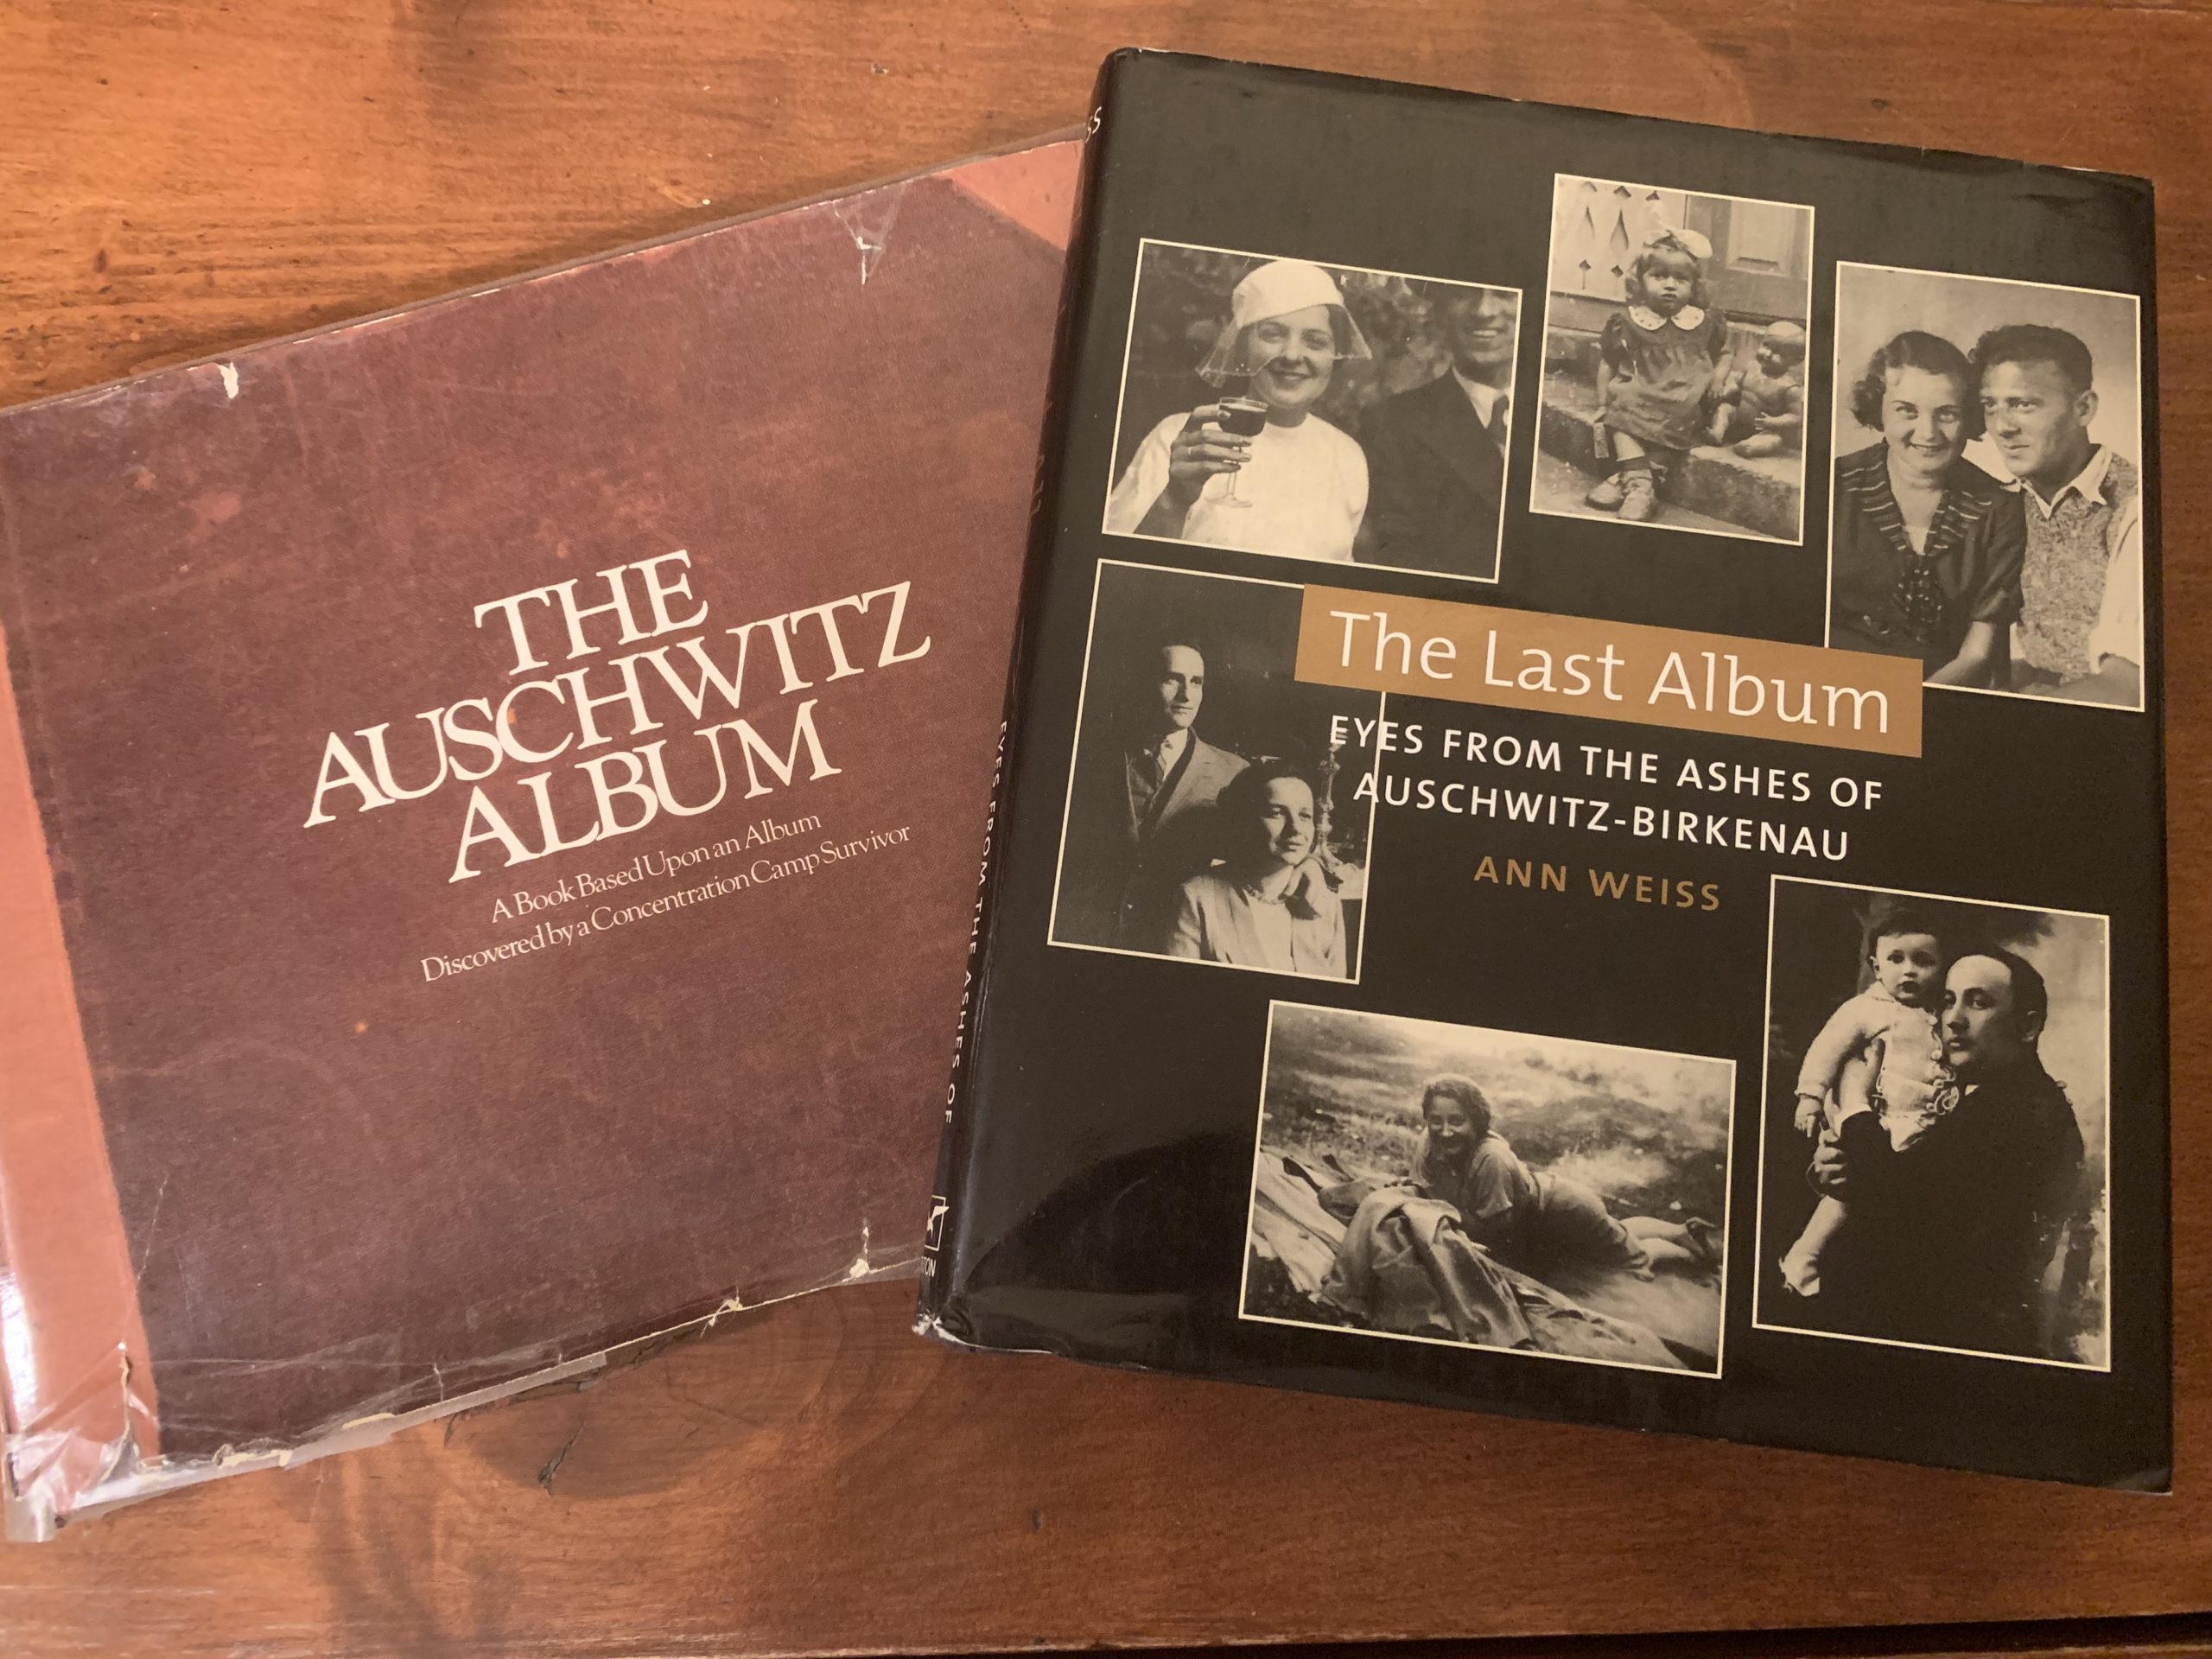 THE
AUSCHWITZ
ALBUM
A Book Based Upon an Album
Discovered by a Concentration Camp Survivor
The Last Album
EYES FROM THE ASHES OF
AUSCHWITZ-BIRKENAU
ANN WEISS
EYES FROM THE ASHES OF